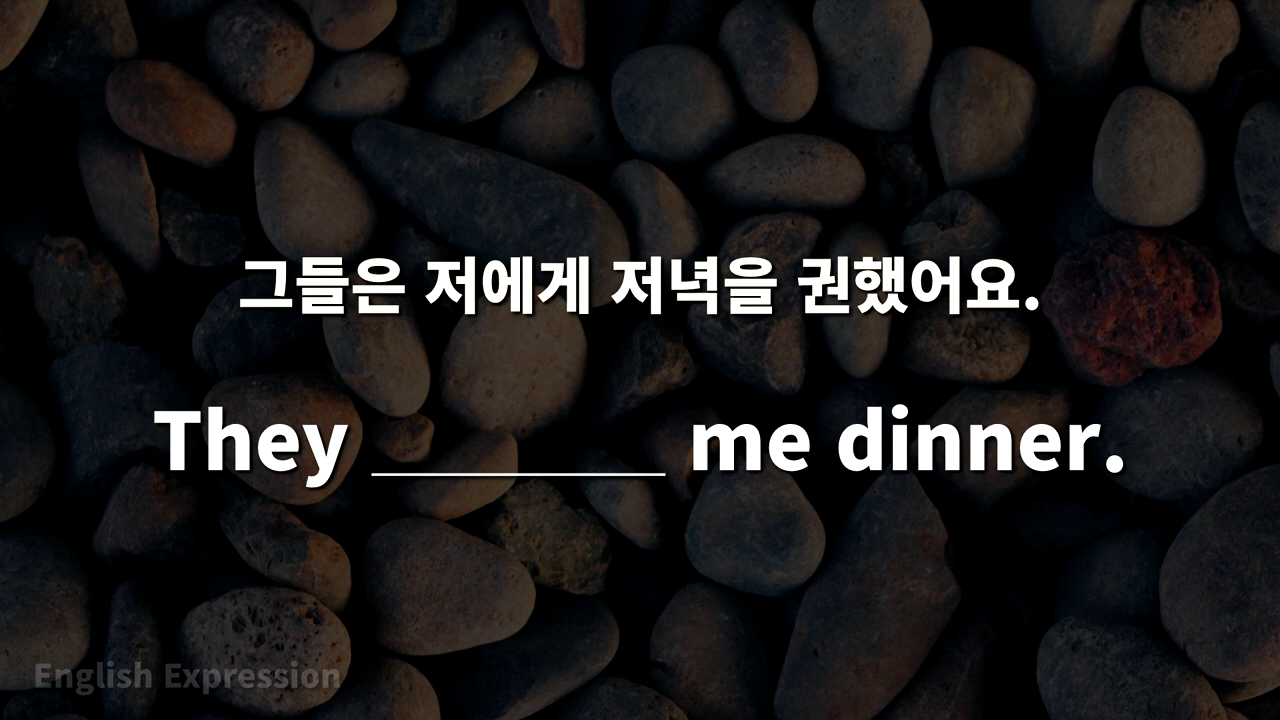 그들은 저에게 저녁을 권했어요.
They ________ me dinner.
English Expression